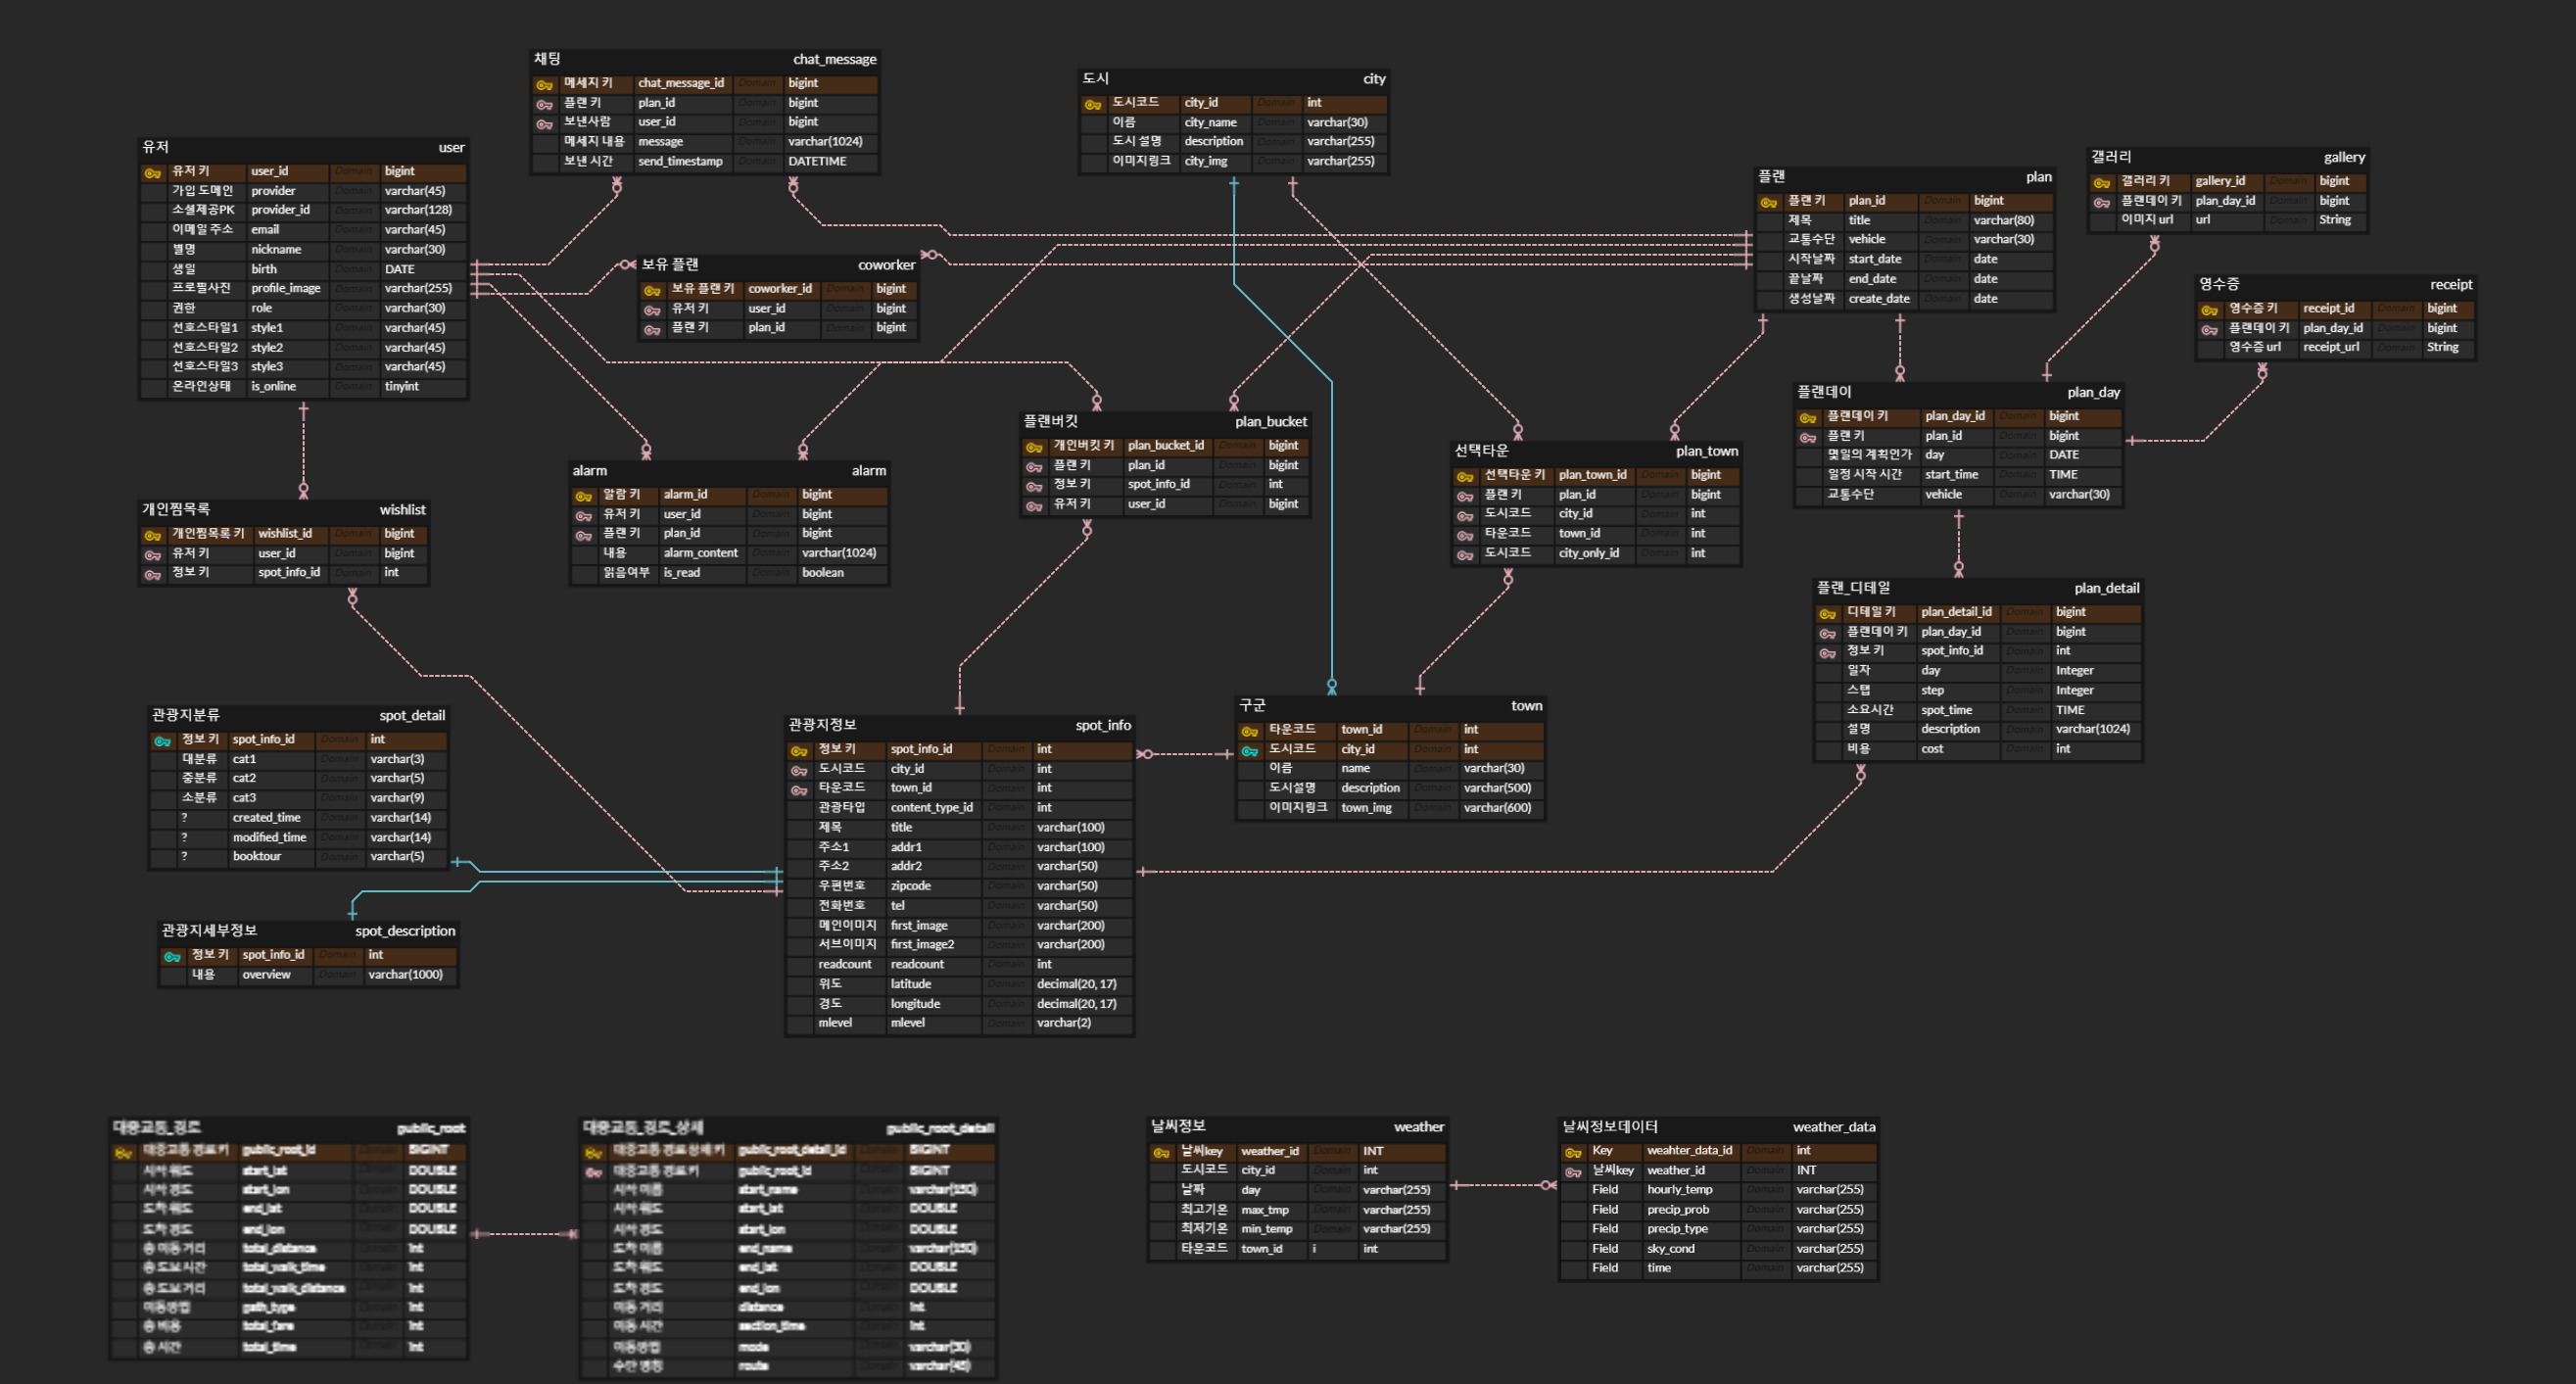 채팅 chat_message
메세지 키 chat_message_id Domain bigint
플랜 키 plan_id Domain bigint
보낸사람 user_id Domain bigint
메세지 내용 message Domain varchar(1024)
보낸 시간 send_timestamp Domain DATETIME
도시 city
도시코드 city_id Domain int
이름 city_name Domain varchar(30)
도시 설명 description Domain varchar(255)
이미지링크 city_img Domain varchar(255)
유저 user
유저 키 user_id Domain bigint
가입 도메인 provider Domain varchar(45)
소셜제공PK provider_id Domain varchar(128)
이메일 주소 email Domain varchar(45)
별명 nickname Domain varchar(30)
생일 birth Domain DATE
프로필사진 profile_image Domain varchar(255)
권한 role Domain varchar(30)
선호스타일1 style1 Domain varchar(45)
선호스타일2 style2 Domain varchar(45)
선호스타일3 style3 Domain varchar(45)
온라인상태 is_online Domain tinyint
보유 플랜 coworker
보유 플랜 키 coworker_id Domain bigint
유저 키 user_id Domain bigint
플랜 키 plan_id Domain bigint
플랜 plan
플랜 키 plan_id Domain bigint
제목 title Domain varchar(80)
교통수단 vehicle Domain varchar(30)
시작날짜 start_date Domain date
끝날짜 end_date Domain date
생성날짜 create_date Domain date
갤러리 gallery
갤러리 키 gallery_id Domain bigint
플랜데이 키 plan_day_id Domain bigint
이미지 url url Domain String
영수증 receipt
영수증 키 receipt_id Domain bigint
플랜데이 키 plan_day_id Domain bigint
영수증 url receipt_url Domain String
플랜데이 plan_day
플랜데이 키 plan_day_id Domain bigint
플랜 키 plan_id Domain bigint
몇일의 계획인가 day Domain DATE
일정 시작 시간 start_time Domain TIME
교통수단 vehicle Domain varchar(30)
플랜버킷 plan_bucket
개인버킷 키 plan_bucket_id Domain bigint
플랜 키 plan_id Domain bigint
정보 키 spot_info_id Domain int
유저 키 user_id Domain bigint
선택타운 plan_town
선택타운 키 plan_town_id Domain bigint
플랜 키 plan_id Domain bigint
도시코드 city_id Domain int
타운코드 town_id Domain int
도시코드 city_only_id Domain int
alarm alarm
알람 키 alarm_id Domain bigint
유저 키 user_id Domain bigint
플랜 키 plan_id Domain bigint
내용 alarm_content Domain varchar(1024)
읽음여부 is_read Domain boolean
개인찜목록 wishlist
개인찜목록 키 wishlist_id Domain bigint
유저 키 user_id Domain bigint
정보 키 spot_info_id Domain int
플랜_디테일 plan_detail
디테일 키 plan_detail_id Domain bigint
플랜데이 키 plan_day_id Domain bigint
정보 키 spot_info_id Domain int
일자 day Domain Integer
스탭 step Domain Integer
소요시간 spot_time Domain TIME
설명 description Domain varchar(1024)
비용 cost Domain int
관광지분류 spot_detail
정보 키 spot_info_id Domain int
대분류 cat1 Domain varchar(3)
중분류 cat2 Domain varchar(5)
소분류 cat3 Domain varchar(9)
? created_time Domain varchar(14)
? modified_time Domain varchar(14)
? booktour Domain varchar(5)
관광지정보 spot_info
정보 키 spot_info_id Domain int
도시코드 city_id Domain int
타운코드 town_id Domain int
관광타입 content_type_id Domain int
제목 title Domain varchar(100)
주소1 addr1 Domain varchar(100)
주소2 addr2 Domain varchar(50)
우편번호 zipcode Domain varchar(50)
전화번호 tel Domain varchar(50)
메인이미지 first_image Domain varchar(200)
서브이미지 first_image2 Domain varchar(200)
readcount readcount Domain int
위도 latitude Domain decimal(20, 17)
경도 longitude Domain decimal(20, 17)
mlevel mlevel Domain varchar(2)
구군 town
타운코드 town_id Domain int
도시코드 city_id Domain int
이름 name Domain varchar(30)
도시설명 description Domain varchar(500)
이미지링크 town_img Domain varchar(600)
관광지세부정보 spot_description
정보 키 spot_info_id Domain int
내용 overview Domain varchar(1000)
대중교통_경로 public_root
대중교통 경로 키 public_root_id Domain BIGINT
시작 위도 start_lat Domain DOUBLE
시작 경도 start_lon Domain DOUBLE
도착 위도 end_lat Domain DOUBLE
도착 경도 end_lon Domain DOUBLE
총 이동 거리 total_distance Domain int
총 도보 시간 total_walk_time Domain int
총 도보 거리 total_walk_distance Domain int
이동방법 path_type Domain int
총 비용 total_fare Domain int
총 시간 total_time Domain int
대중교통_경로_상세 public_root_detail
대중교통 경로 상세 키 public_root_detail_id Domain BIGINT
대중교통 경로 키 public_root_id Domain BIGINT
시작 이름 start_name Domain varchar(150)
시작 위도 start_lat Domain DOUBLE
시작 경도 start_lon Domain DOUBLE
도착 이름 end_name Domain varchar(150)
도착 위도 end_lat Domain DOUBLE
도착 경도 end_lon Domain DOUBLE
이동 거리 distance Domain int
이동 시간 section_time Domain int
이동방법 mode Domain varchar(30)
수단 명칭 route Domain varchar(45)
날씨정보 weather
날씨key weather_id Domain INT
도시코드 city_id Domain int
날짜 day Domain varchar(255)
최고기온 max_tmp Domain varchar(255)
최저기온 min_temp Domain varchar(255)
타운코드 town_id i int
날씨정보데이터 weather_data
Key weahter_data_id Domain int
날씨key weather_id Domain INT
Field hourly_temp Domain varchar(255)
Field precip_prob Domain varchar(255)
Field precip_type Domain varchar(255)
Field sky_cond Domain varchar(255)
Field time Domain varchar(255)